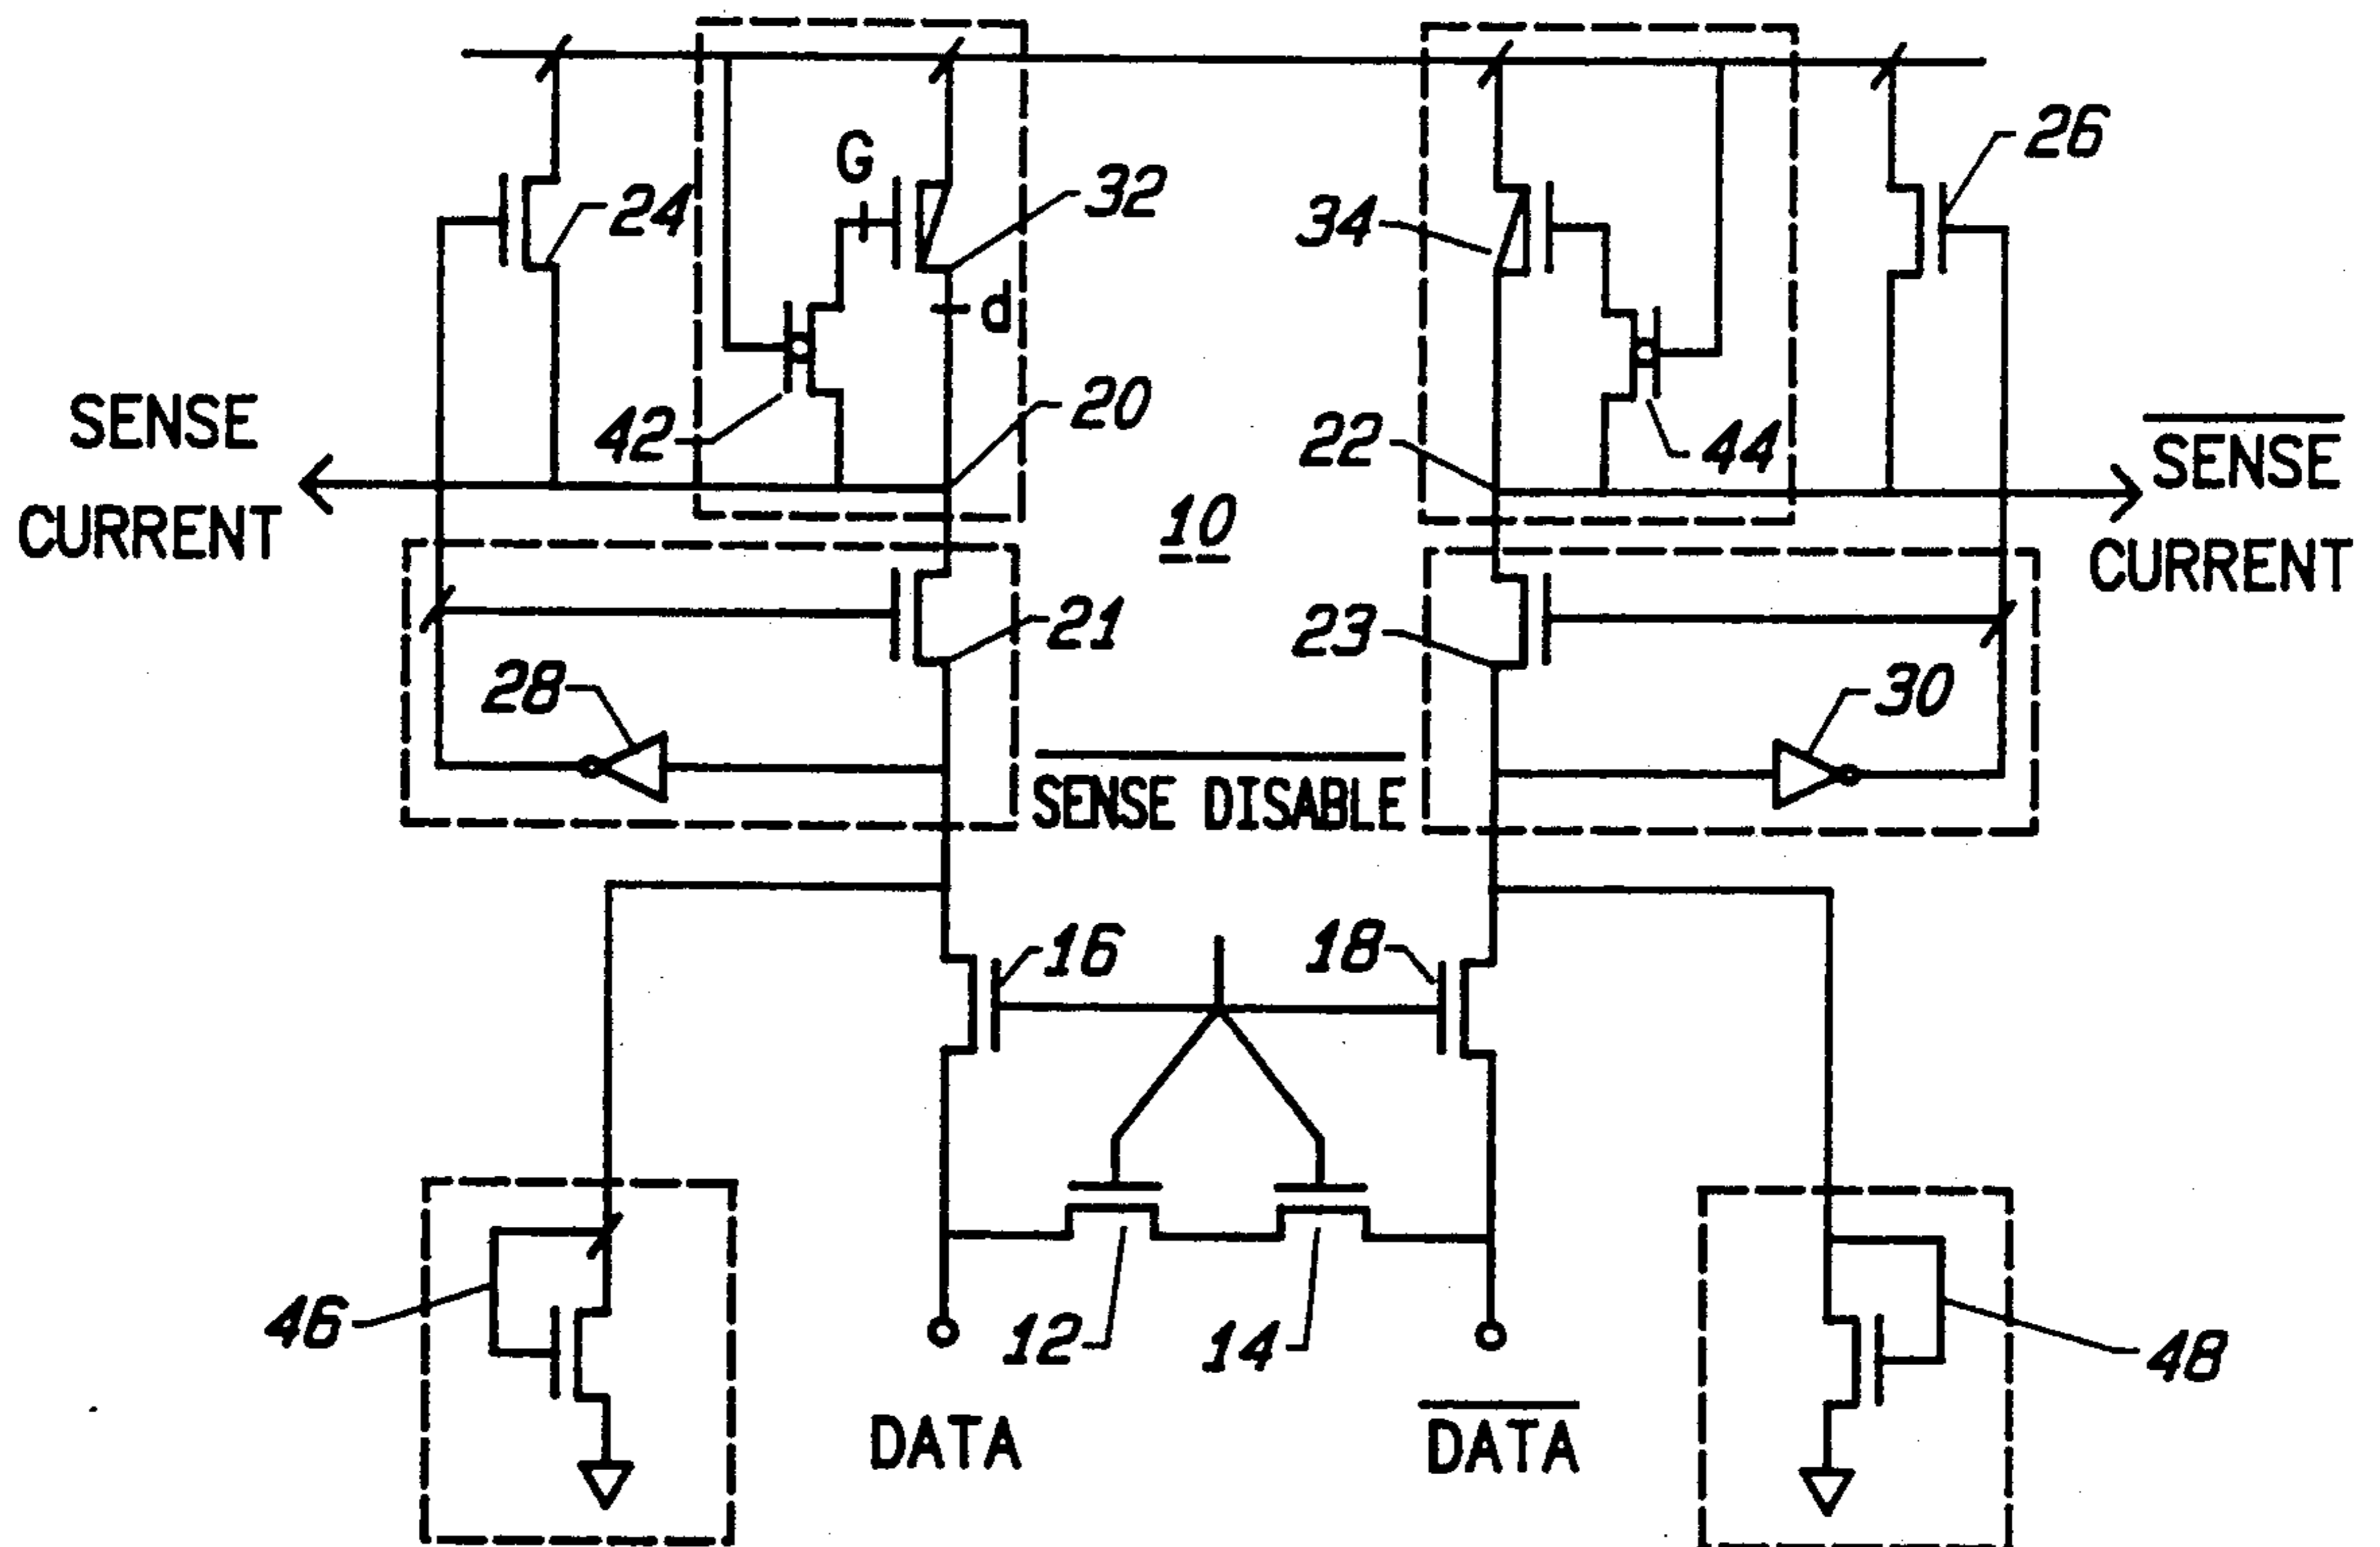 G
24
32
34
26
d
42
20
22
44
SENSE
CURRENT
SENSE
CURRENT
10
21
23
28
30
SENSE DISABLE
16
18
46
12
14
48
DATA
DATA